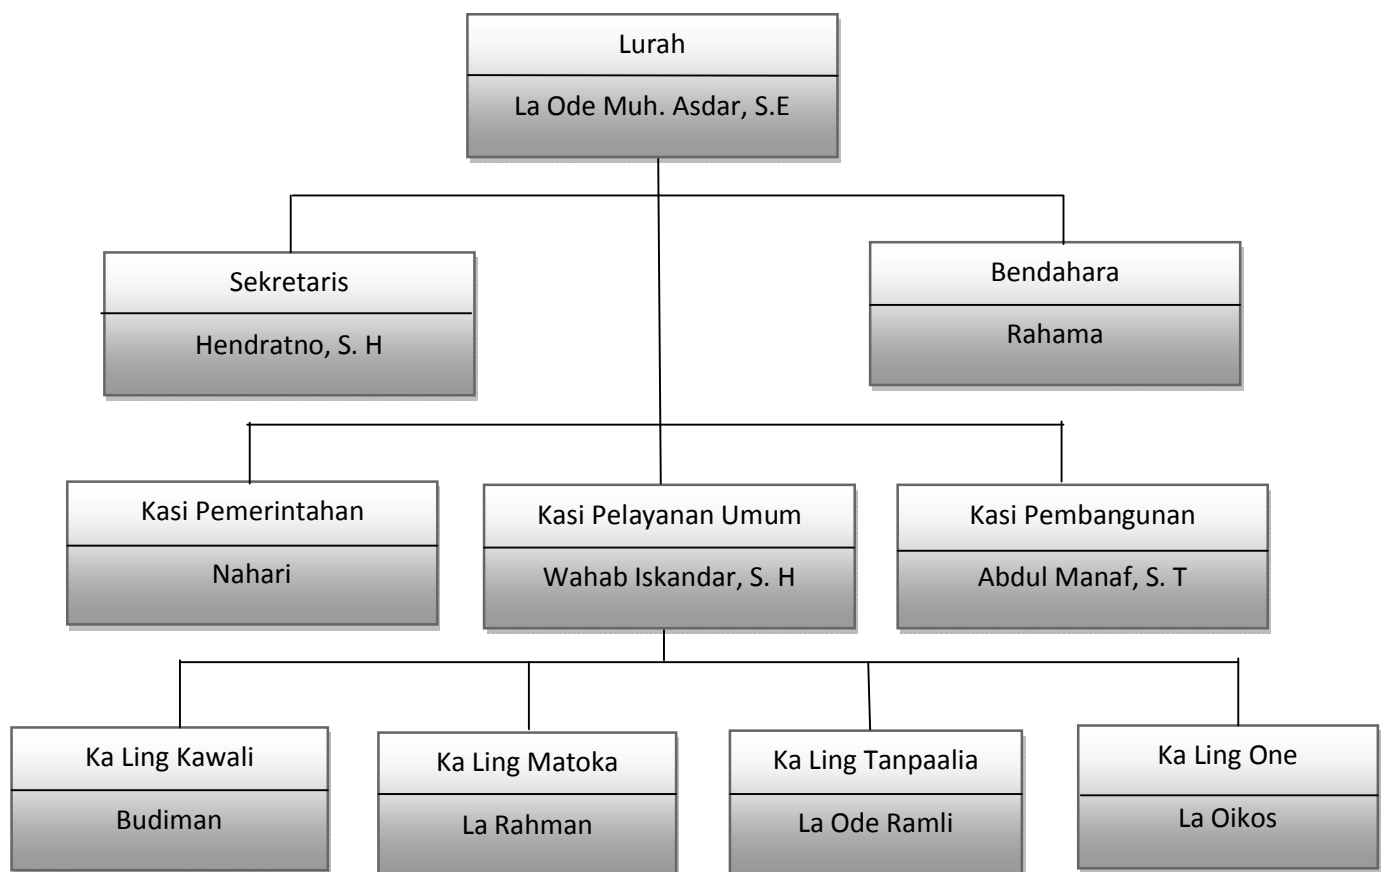 Lurah
La Ode Muh. Asdar, S.E
Sekretaris
Hendratno, S. H
Bendahara
Rahama
Kasi Pemerintahan
Nahari
Kasi Pelayanan Umum
Wahab Iskandar, S. H
Kasi Pembangunan
Abdul Manaf, S. T
Ka Ling Kawali
Budiman
Ka Ling Matoka
La Rahman
Ka Ling Tanpaalia
La Ode Ramli
Ka Ling One
La Oikos